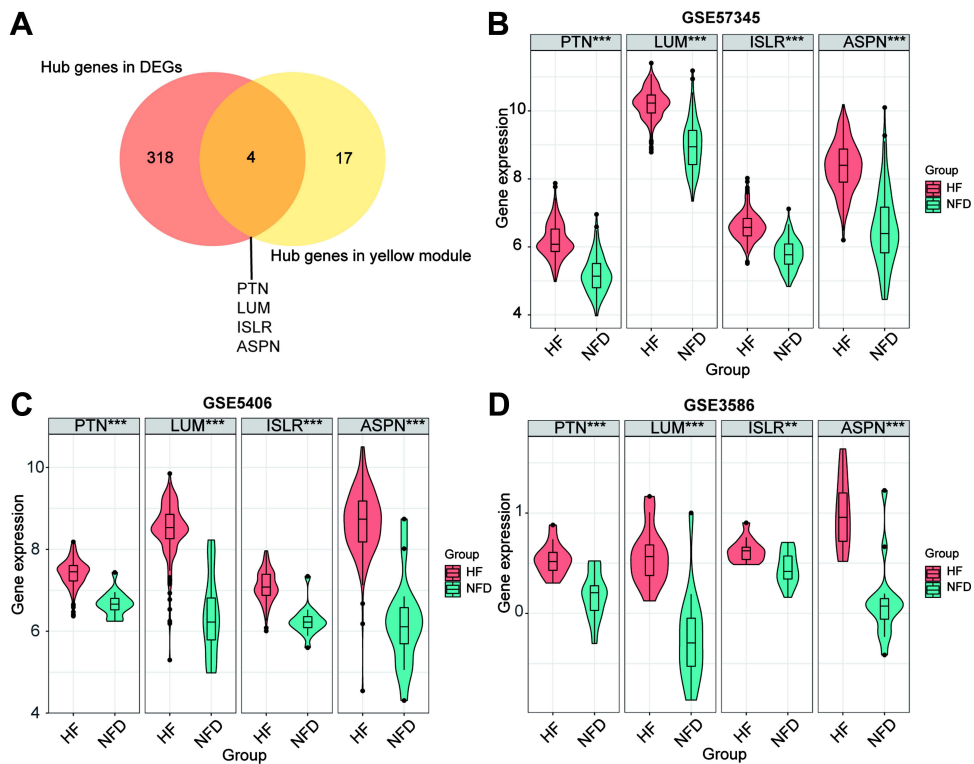 A
Hub genes in DEGs
318
4
17
Hub genes in yellow module
PTN
LUM
ISLR
ASPN
B
GSE57345
PTN***
LUM***
ISLR***
ASPN***
Gene expression
10
8
6
4
HF
NFD
HF
NFD
HF
NFD
HF
NFD
Group
Group
HF
NFD
C
GSE5406
PTN***
LUM***
ISLR***
ASPN***
Gene expression
10
8
6
4
HF
NFD
HF
NFD
HF
NFD
HF
NFD
Group
Group
HF
NFD
D
GSE3586
PTN***
LUM***
ISLR**
ASPN***
Gene expression
1
0
HF
NFD
HF
NFD
HF
NFD
HF
NFD
Group
Group
HF
NFD